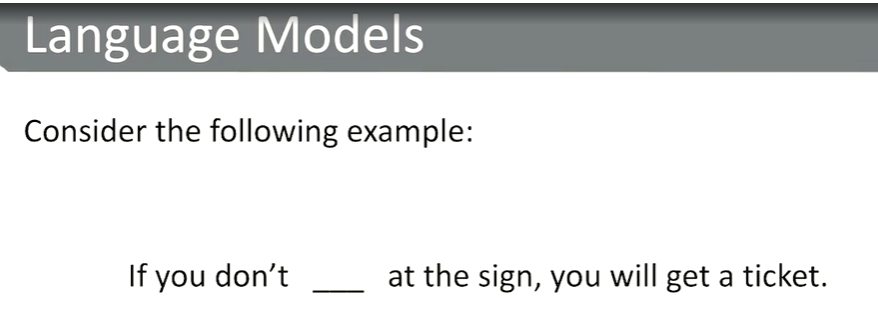 Language Models
Consider the following example:
If you don’t ___ at the sign, you will get a ticket.